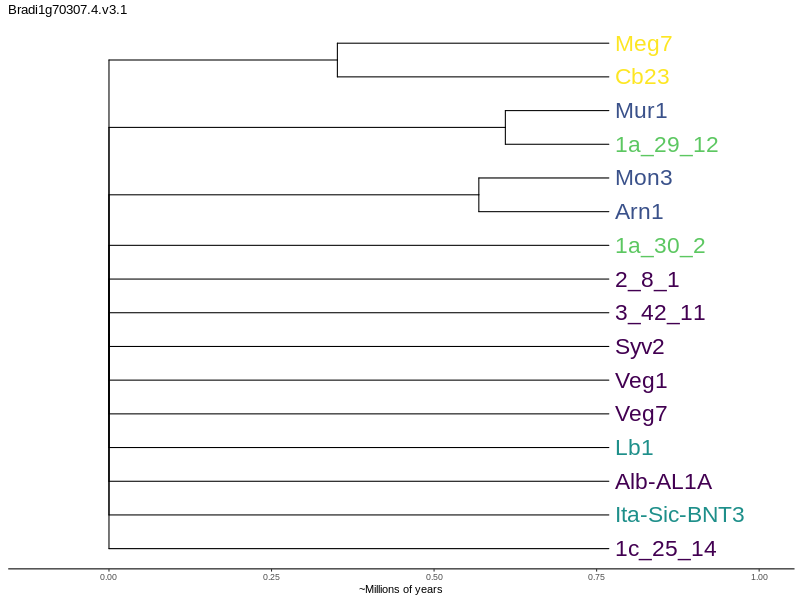 Bradi1g70307.4.v3.1
Meg7
Cb23
Mur1
1a_29_12
Mon3
Arn1
1a_30_2
2_8_1
3_42_11
Syv2
Veg1
Veg7
Lb1
Alb-AL1A
Ita-Sic-BNT3
1c_25_14
0.00 0.25 0.50 0.75 1.00
~Millions of years